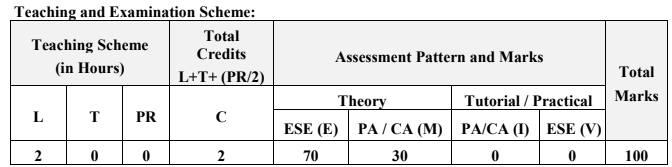 Teaching and Examination Scheme:
Teaching Scheme (in Hours) | Total Credits L+T+ (PR/2) | Assessment Pattern and Marks | Total Marks
L | T | PR | C | Theory | Tutorial / Practical
ESE (E) | PA / CA (M) | PA/CA (I) | ESE (V)
2 | 0 | 0 | 2 | 70 | 30 | 0 | 0 | 100